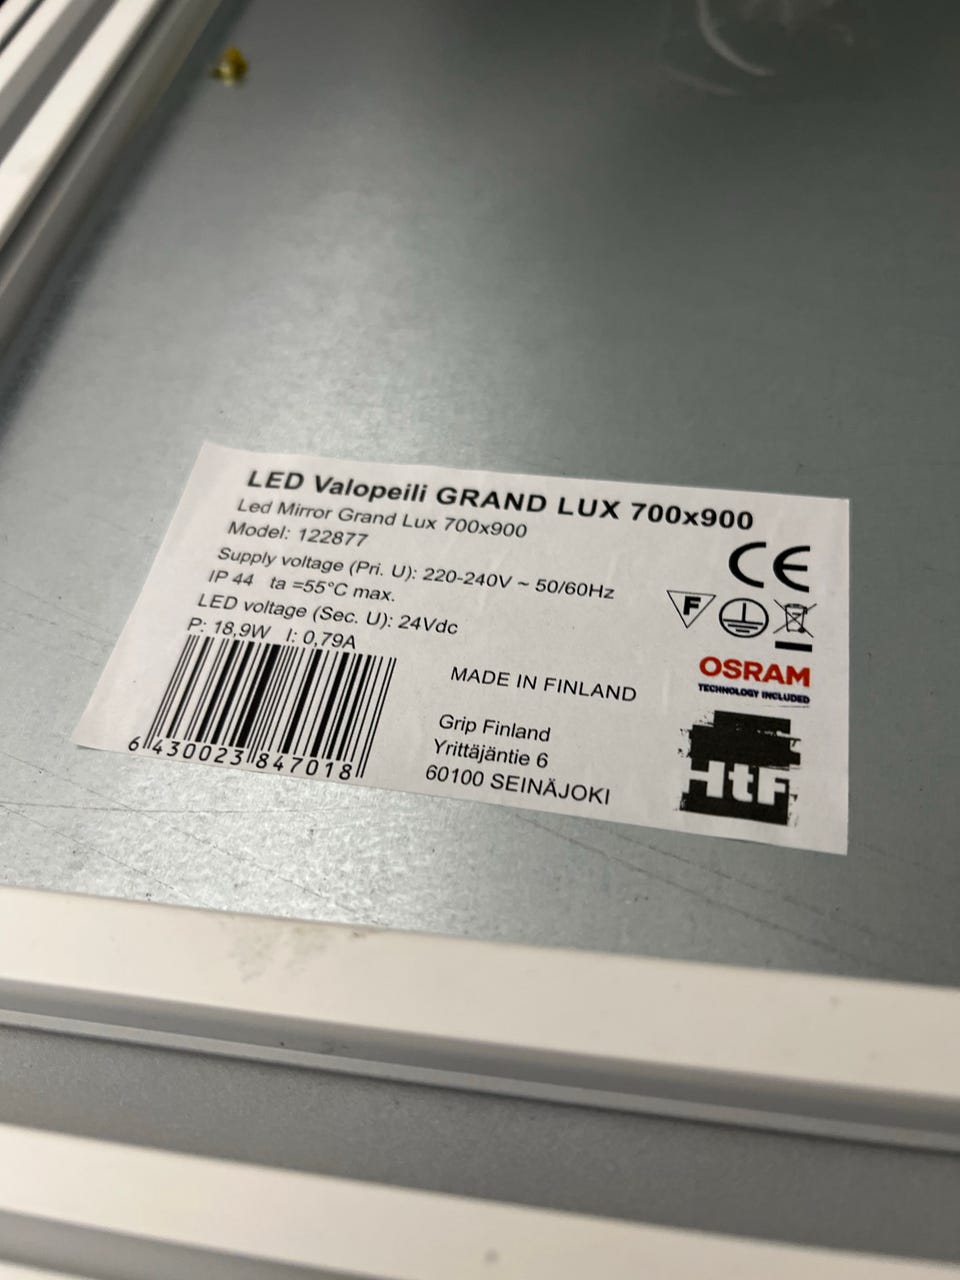 LED Valopeili GRAND LUX 700x900
Led Mirror Grand Lux 700x900
Model: 122877
Supply voltage (Pri. U): 220-240V ~ 50/60Hz
IP 44 ta =55°C max.
LED voltage (Sec. U): 24Vdc
P: 18,9W I: 0,79A
CE
F
OSRAM
TECHNOLOGY INCLUDED
MADE IN FINLAND
Grip Finland
Yrittäjäntie 6
60100 SEINÄJOKI
HtF
6 430023 847018